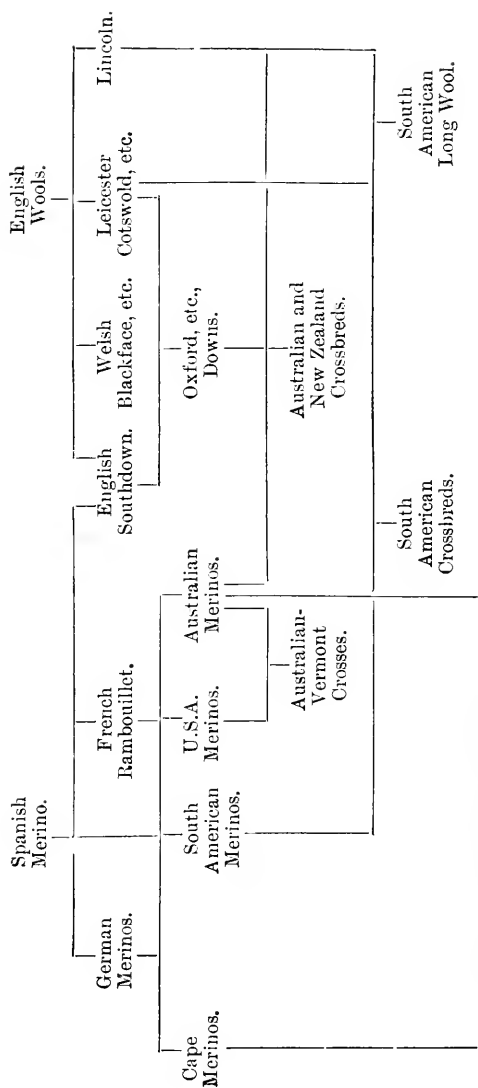 Spanish
Merino.
English
Wools.
German
Merinos.
French
Rambouillet.
English
Southdown.
Welsh
Blackface, etc.
Leicester
Cotswold, etc.
Lincoln.
Cape
Merinos.
South
American
Merinos.
U.S.A.
Merinos.
Australian
Merinos.
Oxford, etc.,
Downs.
Australian-
Vermont
Crosses.
Australian and
New Zealand
Crossbreds.
South
American
Crossbreds.
South
American
Long Wool.